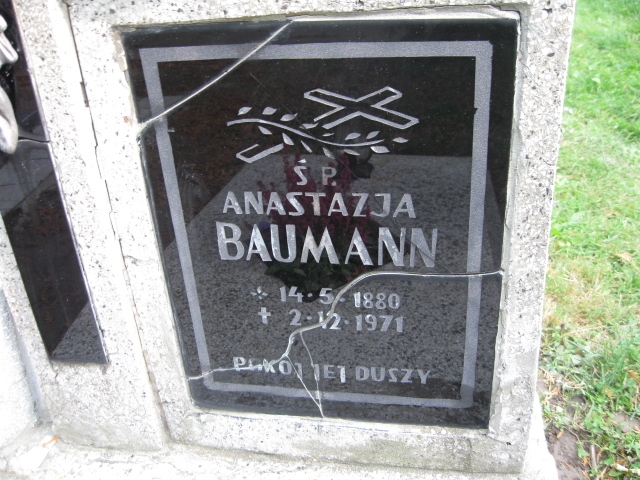 Ś.P.
ANASTAZJA
BAUMANN
* 14·5·1880
✝ 2·12·1971
POKÓJ JEJ DUSZY